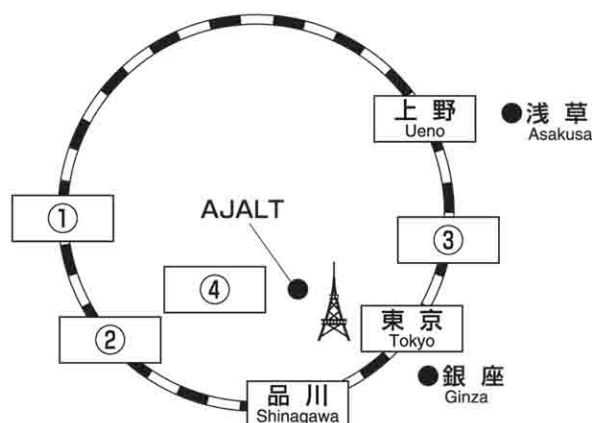 上野
Ueno
浅草
Asakusa
①
AJALT
③
④
東京
Tokyo
②
銀座
Ginza
品川
Shinagawa